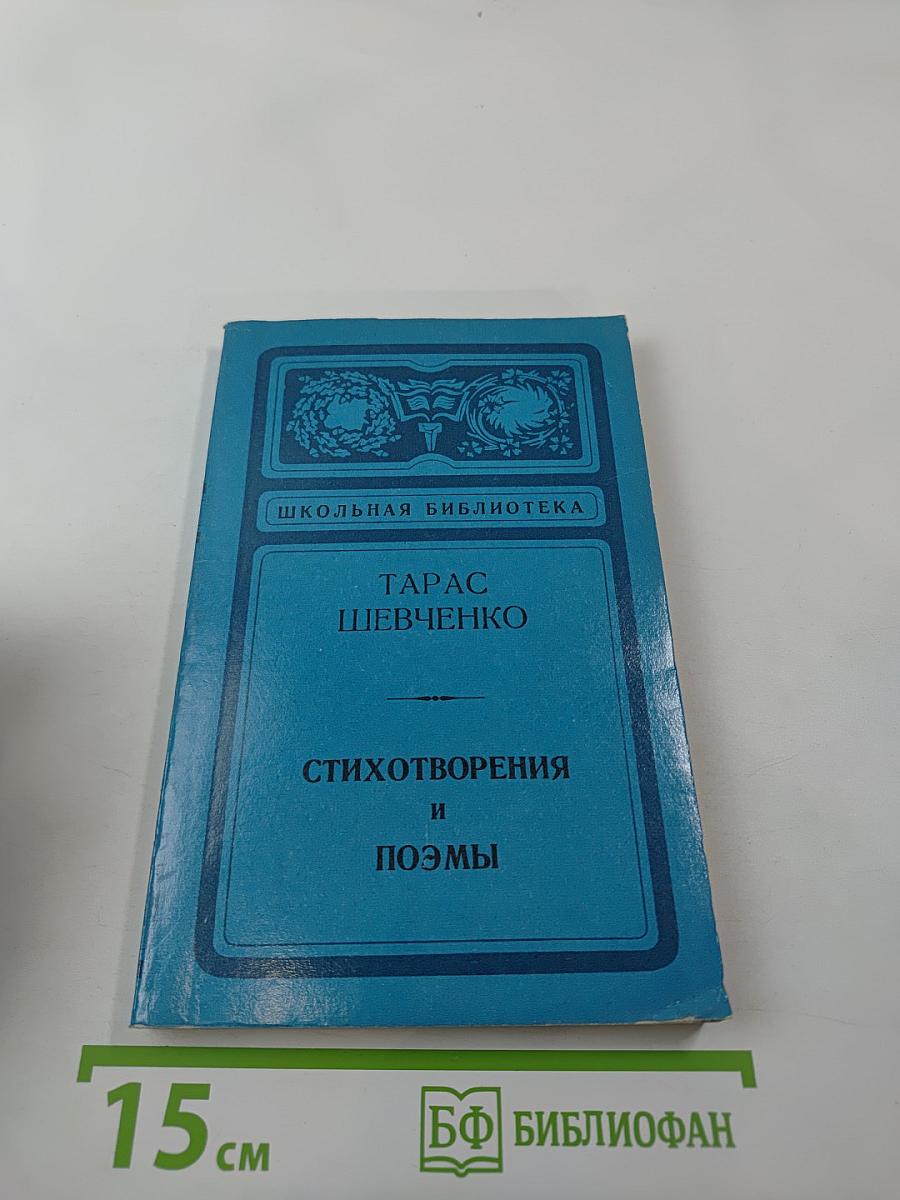 ШКОЛЬНАЯ БИБЛИОТЕКА
ТАРАС
ШЕВЧЕНКО
СТИХОТВОРЕНИЯ
и
ПОЭМЫ
15 см
БФ БИБЛИОФАН